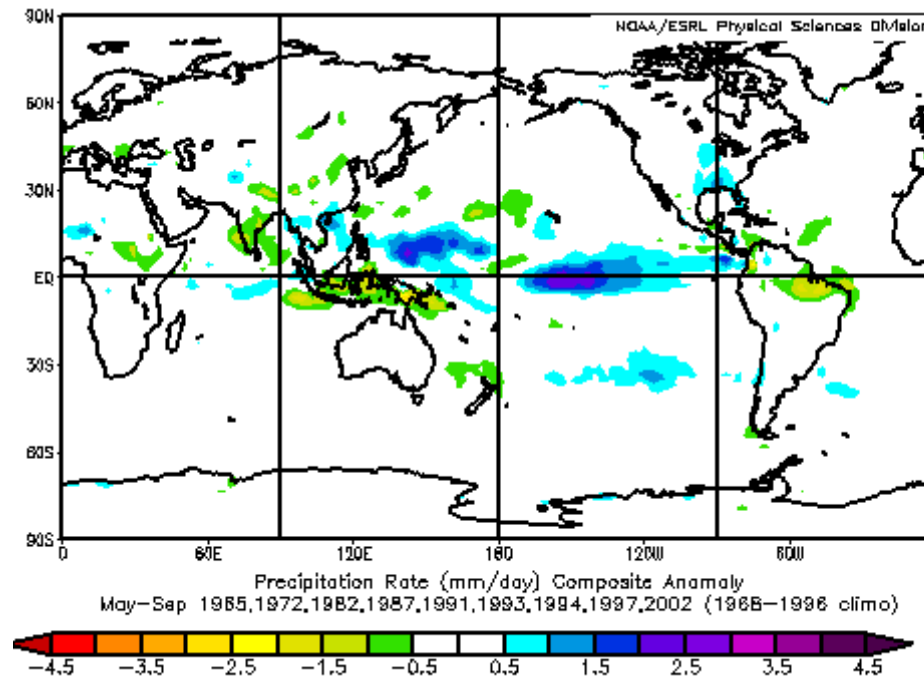 NOAA/ESRL Physical Sciences Division
90N
60N
30N
EQ
30S
60S
90S
0 60E 120E 180 120W 60W
Precipitation Rate (mm/day) Composite Anomaly
May-Sep 1965,1972,1982,1987,1991,1993,1994,1997,2002 (1968-1996 climo)
-4.5 -3.5 -2.5 -1.5 -0.5 0.5 1.5 2.5 3.5 4.5